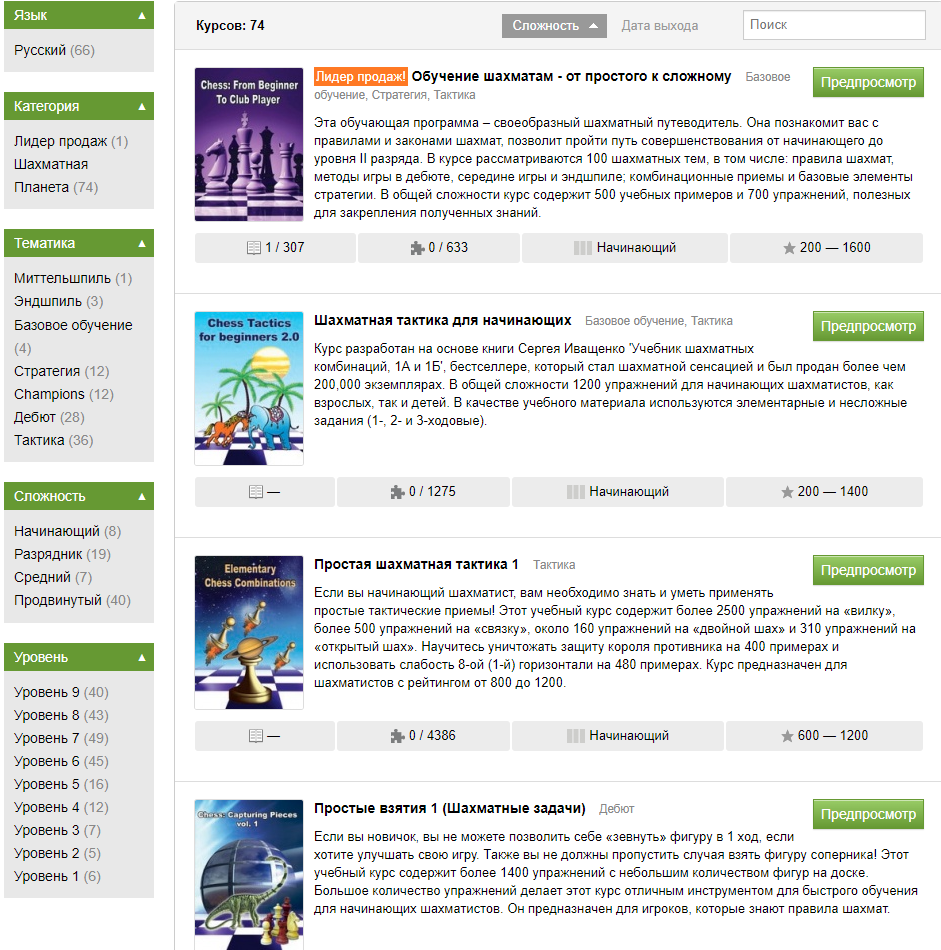 Язык ▲
Русский (66)
Категория ▲
Лидер продаж (1)
Шахматная
Планета (74)
Тематика ▲
Миттельшпиль (1)
Эндшпиль (3)
Базовое обучение
(4)
Стратегия (12)
Champions (12)
Дебют (28)
Тактика (36)
Сложность ▲
Начинающий (8)
Разрядник (19)
Средний (7)
Продвинутый (40)
Уровень ▲
Уровень 9 (40)
Уровень 8 (43)
Уровень 7 (49)
Уровень 6 (45)
Уровень 5 (16)
Уровень 4 (12)
Уровень 3 (7)
Уровень 2 (5)
Уровень 1 (6)
Курсов: 74 Сложность ▲ Дата выхода Поиск
Chess: From Beginner
To Club Player
Лидер продаж! Обучение шахматам - от простого к сложному Базовое
обучение, Стратегия, Тактика
Предпросмотр
Эта обучающая программа – своеобразный шахматный путеводитель. Она познакомит вас с
правилами и законами шахмат, позволит пройти путь совершенствования от начинающего до
уровня II разряда. В курсе рассматриваются 100 шахматных тем, в том числе: правила шахмат,
методы игры в дебюте, середине игры и эндшпиле; комбинационные приемы и базовые элементы
стратегии. В общей сложности курс содержит 500 учебных примеров и 700 упражнений, полезных
для закрепления полученных знаний.
1 / 307 0 / 633 Начинающий 200 — 1600
Chess Tactics
for beginners 2.0
Шахматная тактика для начинающих Базовое обучение, Тактика
Предпросмотр
Курс разработан на основе книги Сергея Иващенко 'Учебник шахматных
комбинаций, 1А и 1Б', бестселлере, который стал шахматной сенсацией и был продан более чем
200,000 экземплярах. В общей сложности 1200 упражнений для начинающих шахматистов, как
взрослых, так и детей. В качестве учебного материала используются элементарные и несложные
задания (1-, 2- и 3-ходовые).
— 0 / 1275 Начинающий 200 — 1400
Elementary
Chess Combinations
Простая шахматная тактика 1 Тактика
Предпросмотр
Если вы начинающий шахматист, вам необходимо знать и уметь применять
простые тактические приемы! Этот учебный курс содержит более 2500 упражнений на «вилку»,
более 500 упражнений на «связку», около 160 упражнений на «двойной шах» и 310 упражнений на
«открытый шах». Научитесь уничтожать защиту короля противника на 400 примерах и
использовать слабость 8-ой (1-й) горизонтали на 480 примерах. Курс предназначен для
шахматистов с рейтингом от 800 до 1200.
— 0 / 4386 Начинающий 600 — 1200
Chess: Capturing Pieces
vol. 1
Простые взятия 1 (Шахматные задачи) Дебют
Предпросмотр
Если вы новичок, вы не можете позволить себе «зевнуть» фигуру в 1 ход, если
хотите улучшать свою игру. Также вы не должны пропустить случая взять фигуру соперника! Этот
учебный курс содержит более 1400 упражнений с небольшим количеством фигур на доске.
Большое количество упражнений делает этот курс отличным инструментом для быстрого обучения
для начинающих шахматистов. Он предназначен для игроков, которые знают правила шахмат.